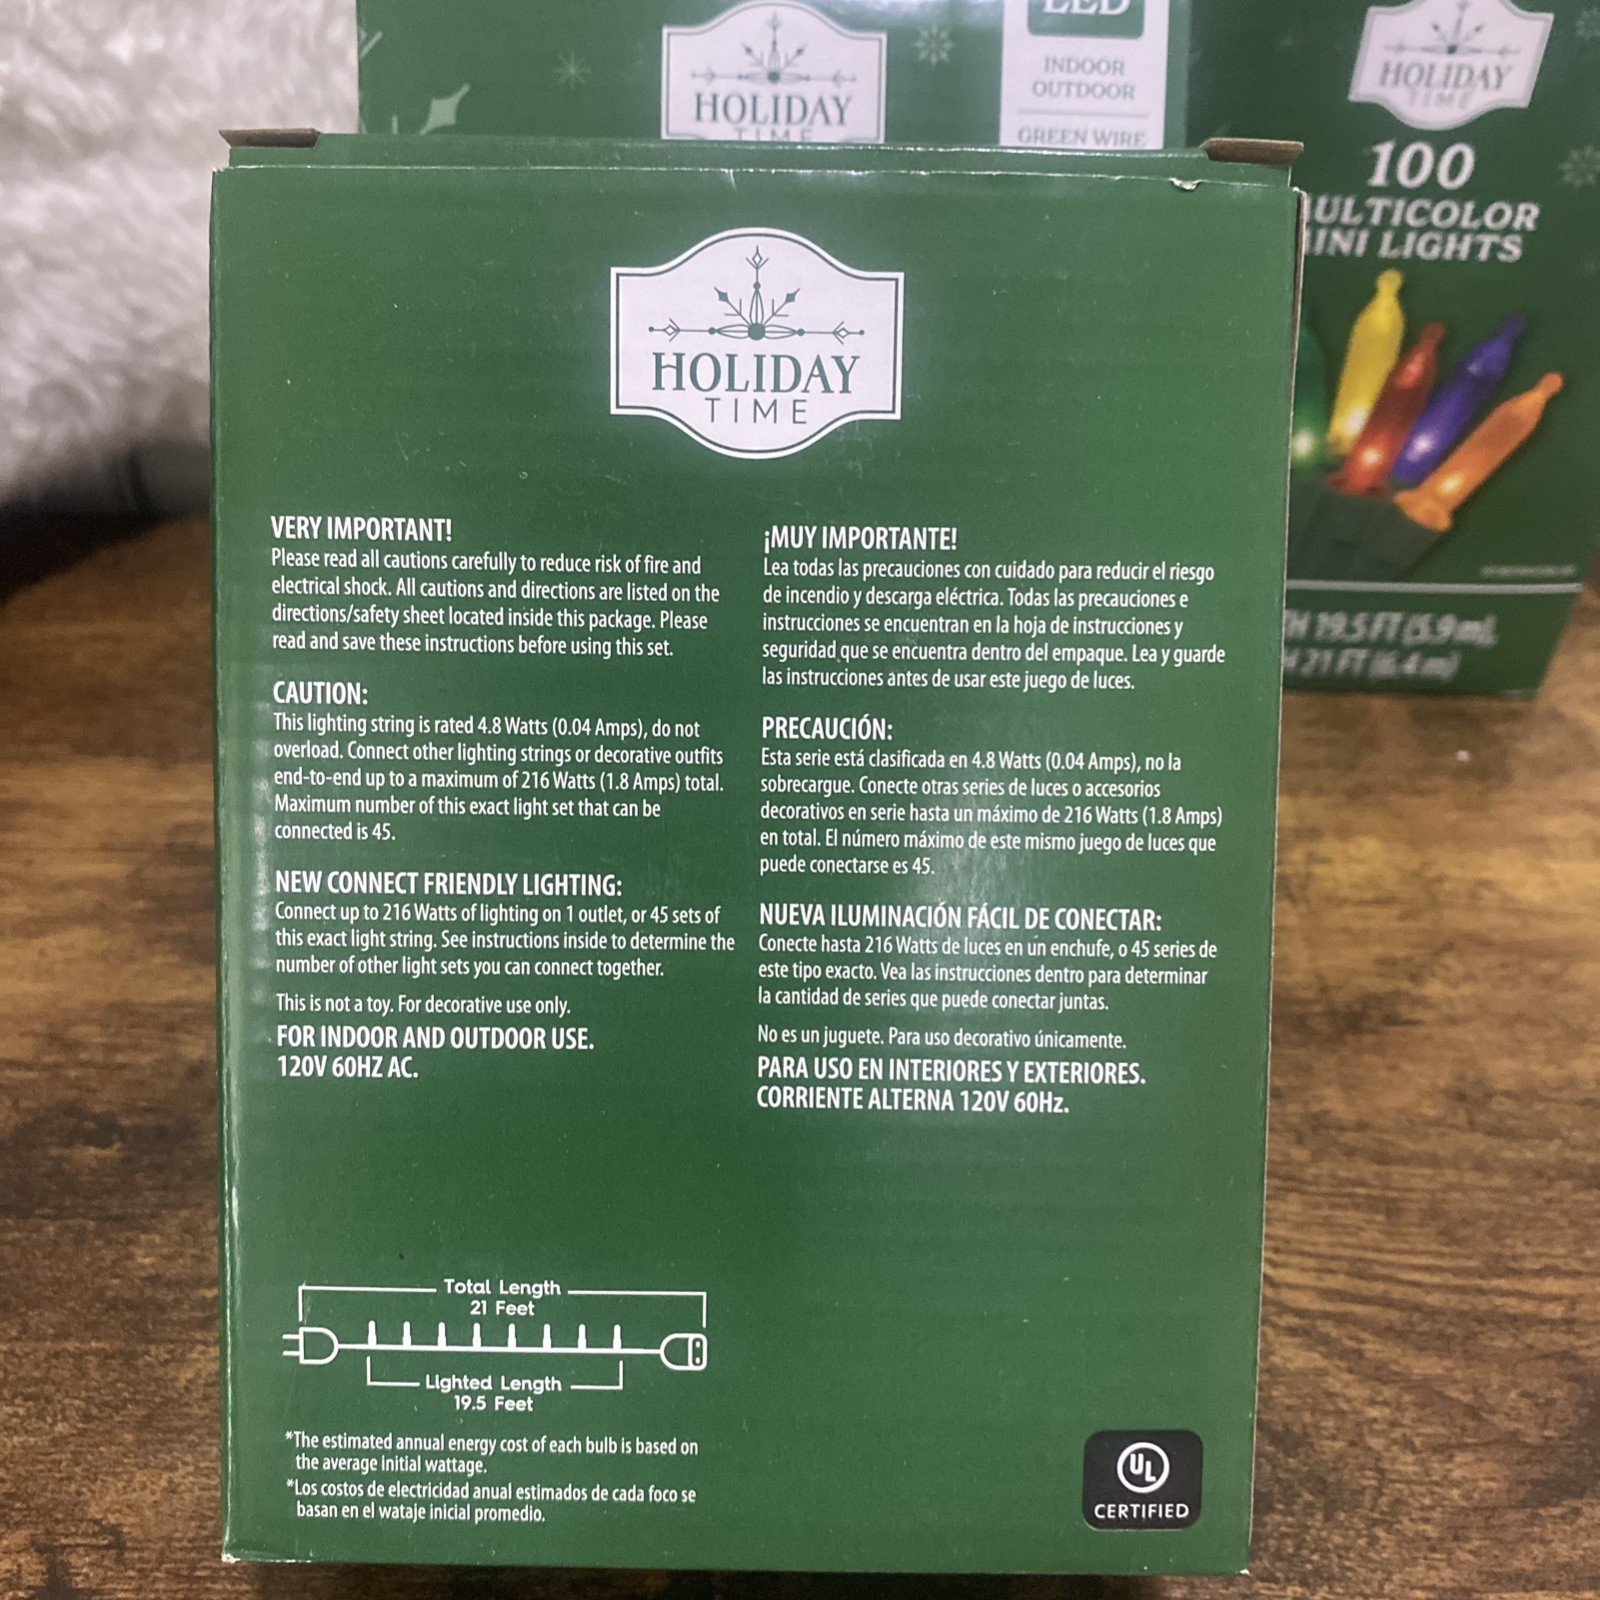 HOLIDAY
TIME
LED
INDOOR
OUTDOOR
GREEN WIRE
HOLIDAY
TIME
100
ULTICOLOR
INI LIGHTS
H 19.5 FT (5.9 m),
H 21 FT (6.4 m)
HOLIDAY
TIME
VERY IMPORTANT!
Please read all cautions carefully to reduce risk of fire and
electrical shock. All cautions and directions are listed on the
directions/safety sheet located inside this package. Please
read and save these instructions before using this set.
CAUTION:
This lighting string is rated 4.8 Watts (0.04 Amps), do not
overload. Connect other lighting strings or decorative outfits
end-to-end up to a maximum of 216 Watts (1.8 Amps) total.
Maximum number of this exact light set that can be
connected is 45.
NEW CONNECT FRIENDLY LIGHTING:
Connect up to 216 Watts of lighting on 1 outlet, or 45 sets of
this exact light string. See instructions inside to determine the
number of other light sets you can connect together.
This is not a toy. For decorative use only.
FOR INDOOR AND OUTDOOR USE.
120V 60HZ AC.
¡MUY IMPORTANTE!
Lea todas las precauciones con cuidado para reducir el riesgo
de incendio y descarga eléctrica. Todas las precauciones e
instrucciones se encuentran en la hoja de instrucciones y
seguridad que se encuentra dentro del empaque. Lea y guarde
las instrucciones antes de usar este juego de luces.
PRECAUCIÓN:
Esta serie está clasificada en 4.8 Watts (0.04 Amps), no la
sobrecargue. Conecte otras series de luces o accesorios
decorativos en serie hasta un máximo de 216 Watts (1.8 Amps)
en total. El número máximo de este mismo juego de luces que
puede conectarse es 45.
NUEVA ILUMINACIÓN FÁCIL DE CONECTAR:
Conecte hasta 216 Watts de luces en un enchufe, o 45 series de
este tipo exacto. Vea las instrucciones dentro para determinar
la cantidad de series que puede conectar juntas.
No es un juguete. Para uso decorativo únicamente.
PARA USO EN INTERIORES Y EXTERIORES.
CORRIENTE ALTERNA 120V 60Hz.
Total Length
21 Feet
Lighted Length
19.5 Feet
*The estimated annual energy cost of each bulb is based on
the average initial wattage.
*Los costos de electricidad anual estimados de cada foco se
basan en el wataje inicial promedio.
UL
CERTIFIED